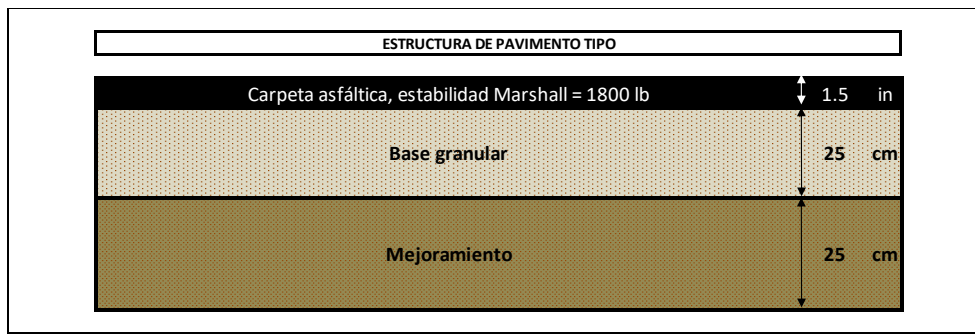 ESTRUCTURA DE PAVIMENTO TIPO
Carpeta asfáltica, estabilidad Marshall = 1800 lb 1.5 in
Base granular 25 cm
Mejoramiento 25 cm